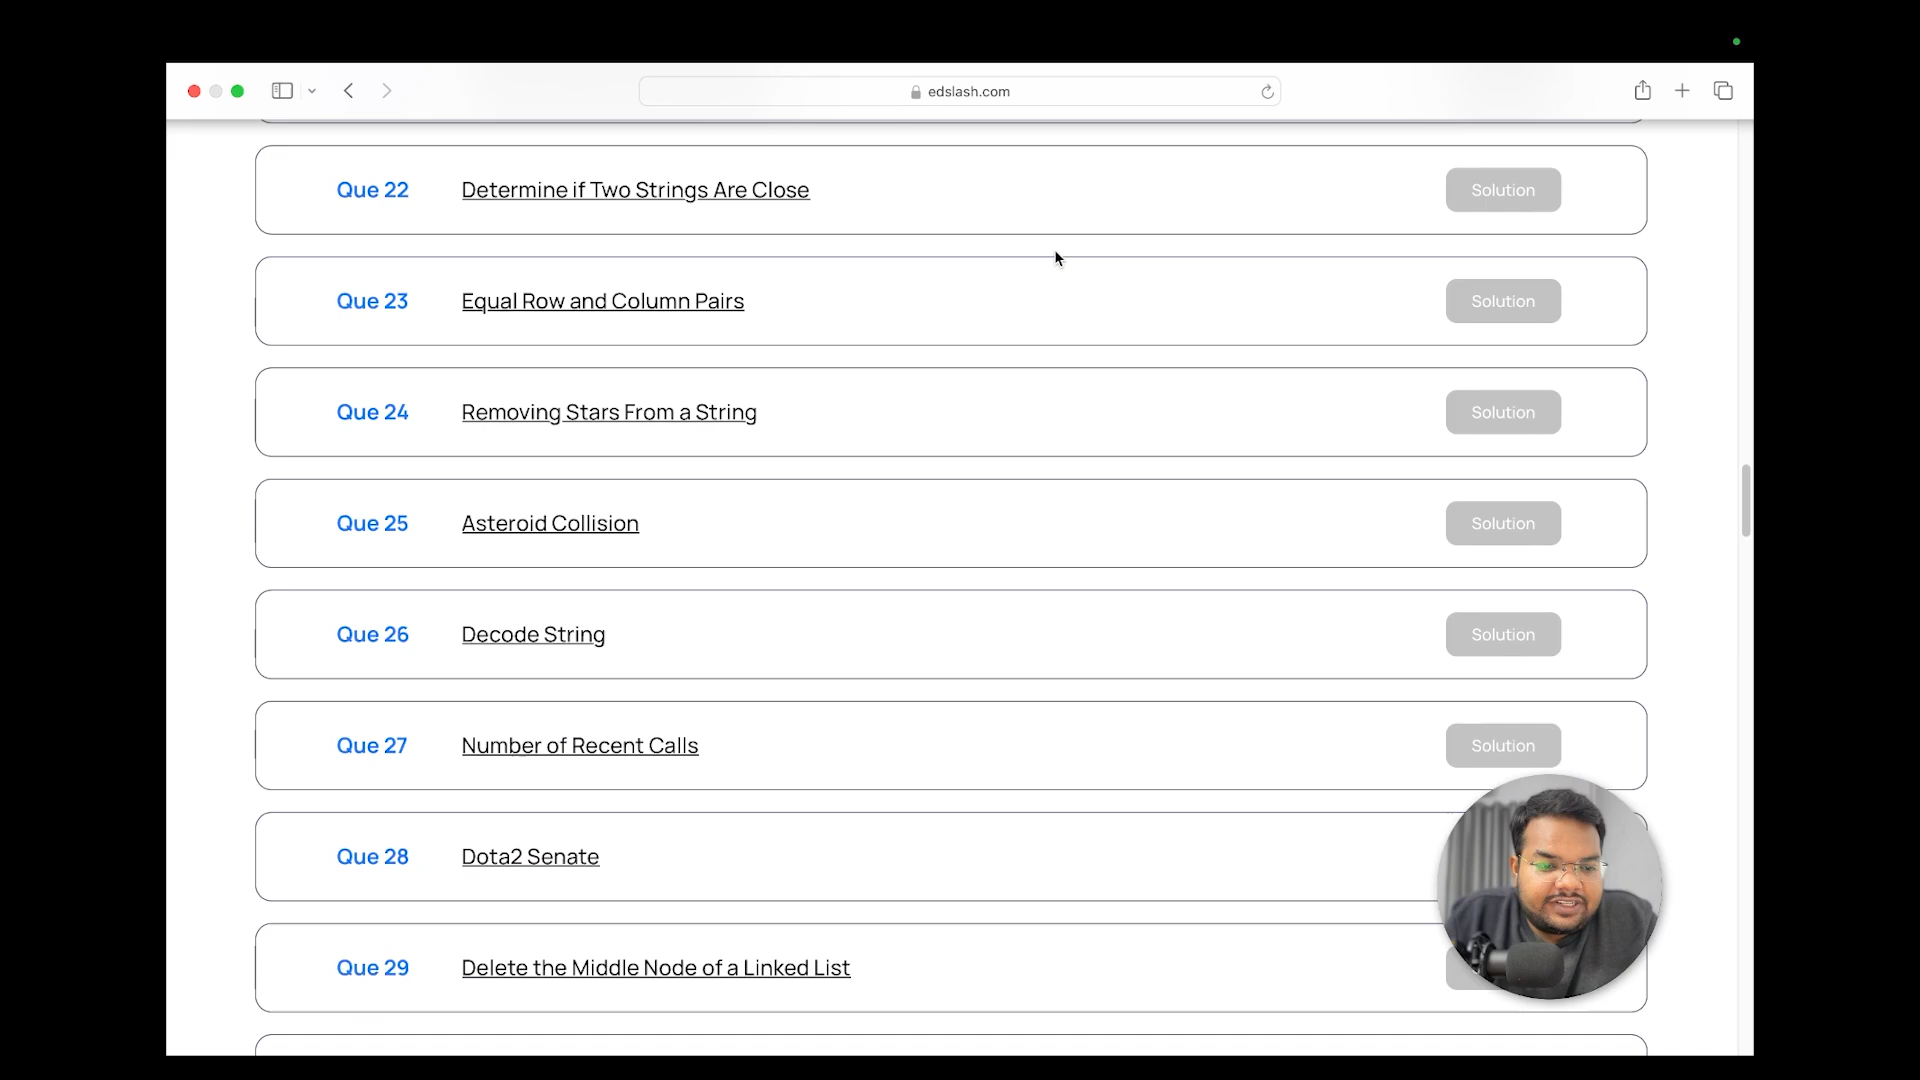 edslash.com
Que 22 Determine if Two Strings Are Close Solution
Que 23 Equal Row and Column Pairs Solution
Que 24 Removing Stars From a String Solution
Que 25 Asteroid Collision Solution
Que 26 Decode String Solution
Que 27 Number of Recent Calls Solution
Que 28 Dota2 Senate
Que 29 Delete the Middle Node of a Linked List